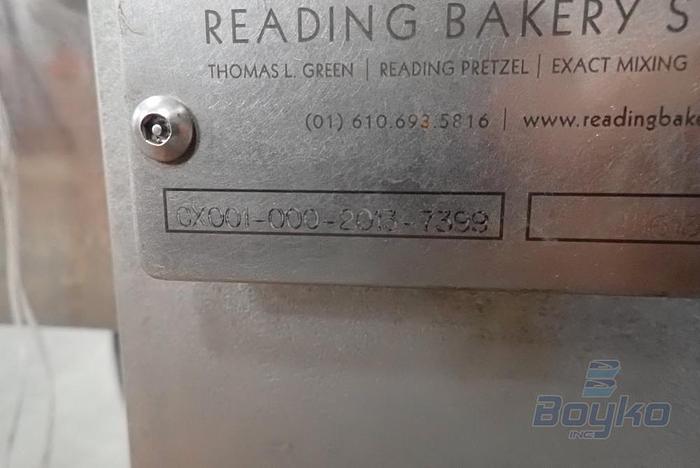 READING BAKERY S
THOMAS L. GREEN | READING PRETZEL | EXACT MIXING
(01) 610.693.5816 | www.readingbake
CX001-000-2013-7399
Boyko
INC